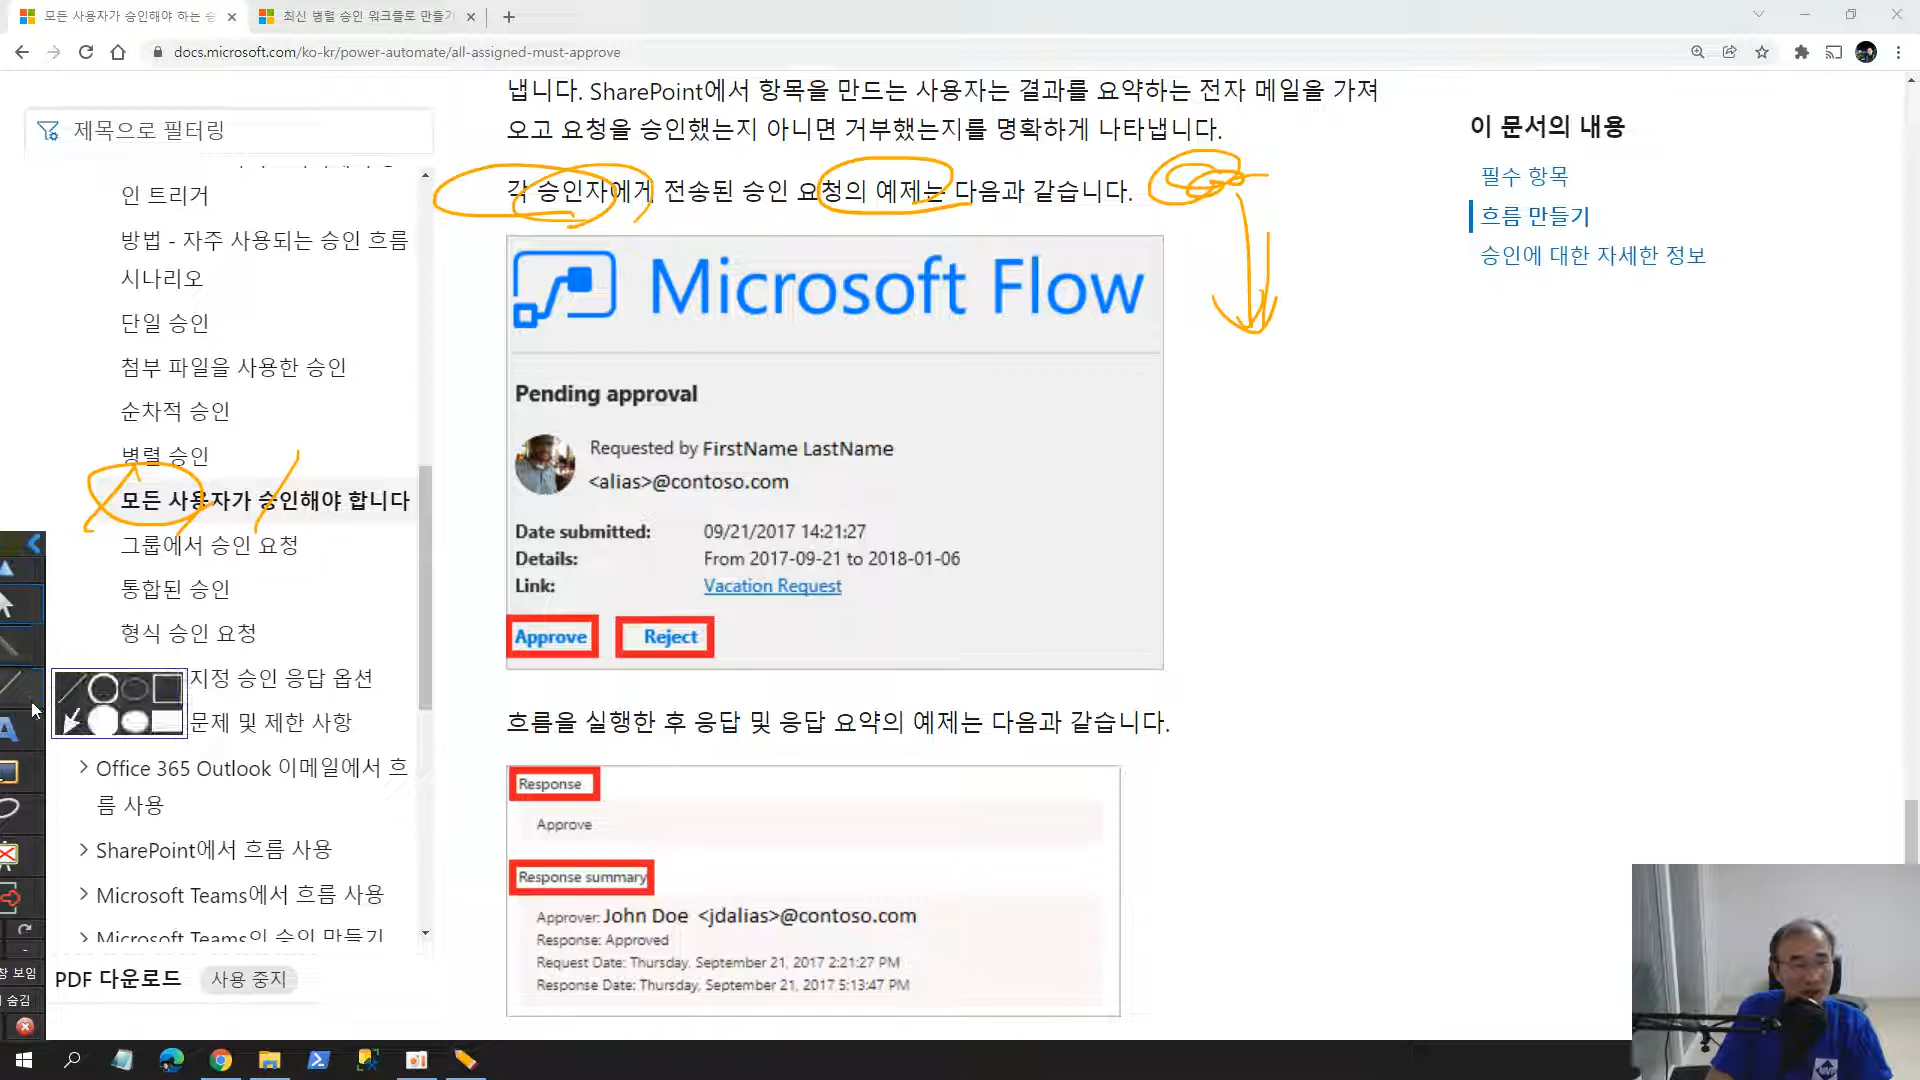 모든 사용자가 승인해야 하는 승
최신 병렬 승인 워크플로 만들기
docs.microsoft.com/ko-kr/power-automate/all-assigned-must-approve
냅니다. SharePoint에서 항목을 만드는 사용자는 결과를 요약하는 전자 메일을 가져
오고 요청을 승인했는지 아니면 거부했는지를 명확하게 나타냅니다.
각 승인자에게 전송된 승인 요청의 예제는 다음과 같습니다.
Microsoft Flow
Pending approval
Requested by FirstName LastName
<alias>@contoso.com
Date submitted: 09/21/2017 14:21:27
Details: From 2017-09-21 to 2018-01-06
Link: Vacation Request
Approve Reject
흐름을 실행한 후 응답 및 응답 요약의 예제는 다음과 같습니다.
Response
Approve
Response summary
Approver: John Doe <jdalias>@contoso.com
Response: Approved
Request Date: Thursday, September 21, 2017 2:21:27 PM
Response Date: Thursday, September 21, 2017 5:13:47 PM
제목으로 필터링
인 트리거
방법 - 자주 사용되는 승인 흐름
시나리오
단일 승인
첨부 파일을 사용한 승인
순차적 승인
병렬 승인
모든 사용자가 승인해야 합니다
그룹에서 승인 요청
통합된 승인
형식 승인 요청
지정 승인 응답 옵션
문제 및 제한 사항
Office 365 Outlook 이메일에서 흐
름 사용
SharePoint에서 흐름 사용
Microsoft Teams에서 흐름 사용
Microsoft Teams의 승인 만들기
PDF 다운로드
사용 중지
이 문서의 내용
필수 항목
흐름 만들기
승인에 대한 자세한 정보
A
창 보임
숨김